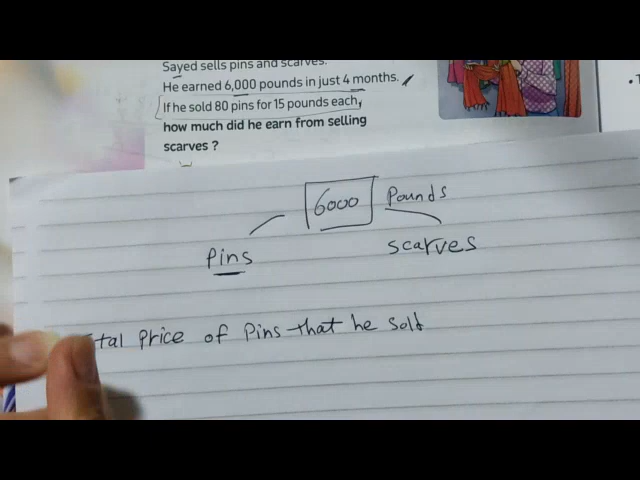 Sayed sells pins and scarves.
He earned 6,000 pounds in just 4 months.
If he sold 80 pins for 15 pounds each,
how much did he earn from selling
scarves ?
6000 Pounds
Pins scarves
tal Price of Pins that he sold